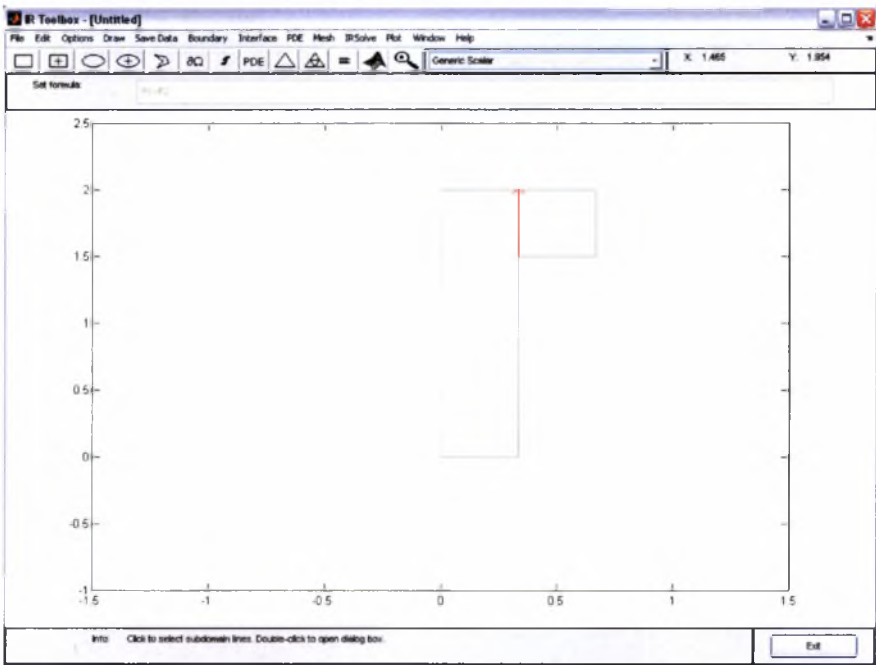 IR Toolbox - [Untitled]
File Edit Options Draw Save Data Boundary Interface PDE Mesh IRSolve Plot Window Help
∂Ω PDE = Generic Scalar X: 1.465 Y: 1.954
Set formula:
2.5
2
1.5
1
0.5
0
-0.5
-1
-1.5 -1 -0.5 0 0.5 1 1.5
Info: Click to select subdomain lines. Double-click to open dialog box.
Exit